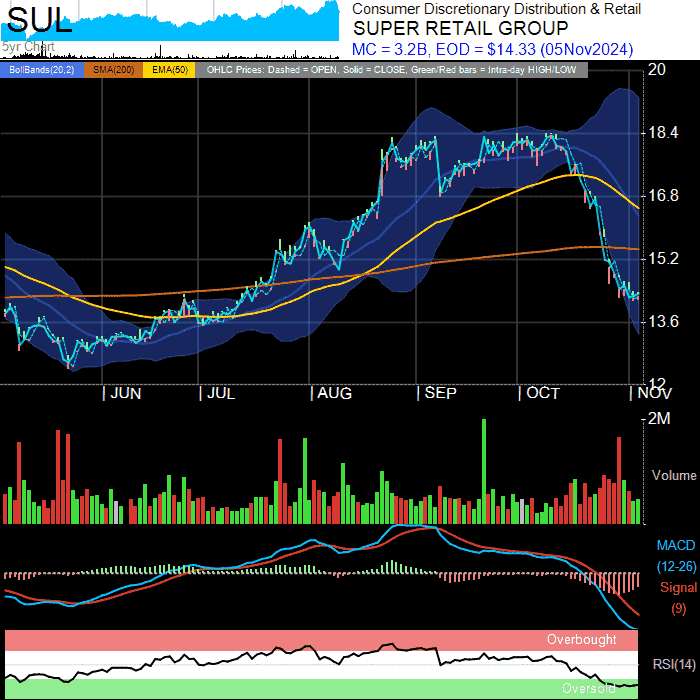 SUL
5yr Chart
Consumer Discretionary Distribution & Retail
SUPER RETAIL GROUP
MC = 3.2B, EOD = $14.33 (05Nov2024)
BollBands(20,2) SMA(200) EMA(50) OHLC Prices: Dashed = OPEN, Solid = CLOSE, Green/Red bars = Intra-day HIGH/LOW
20
18.4
16.8
15.2
13.6
12
JUN JUL AUG SEP OCT NOV
2M
Volume
MACD
(12-26)
Signal
(9)
Overbought
RSI(14)
Oversold